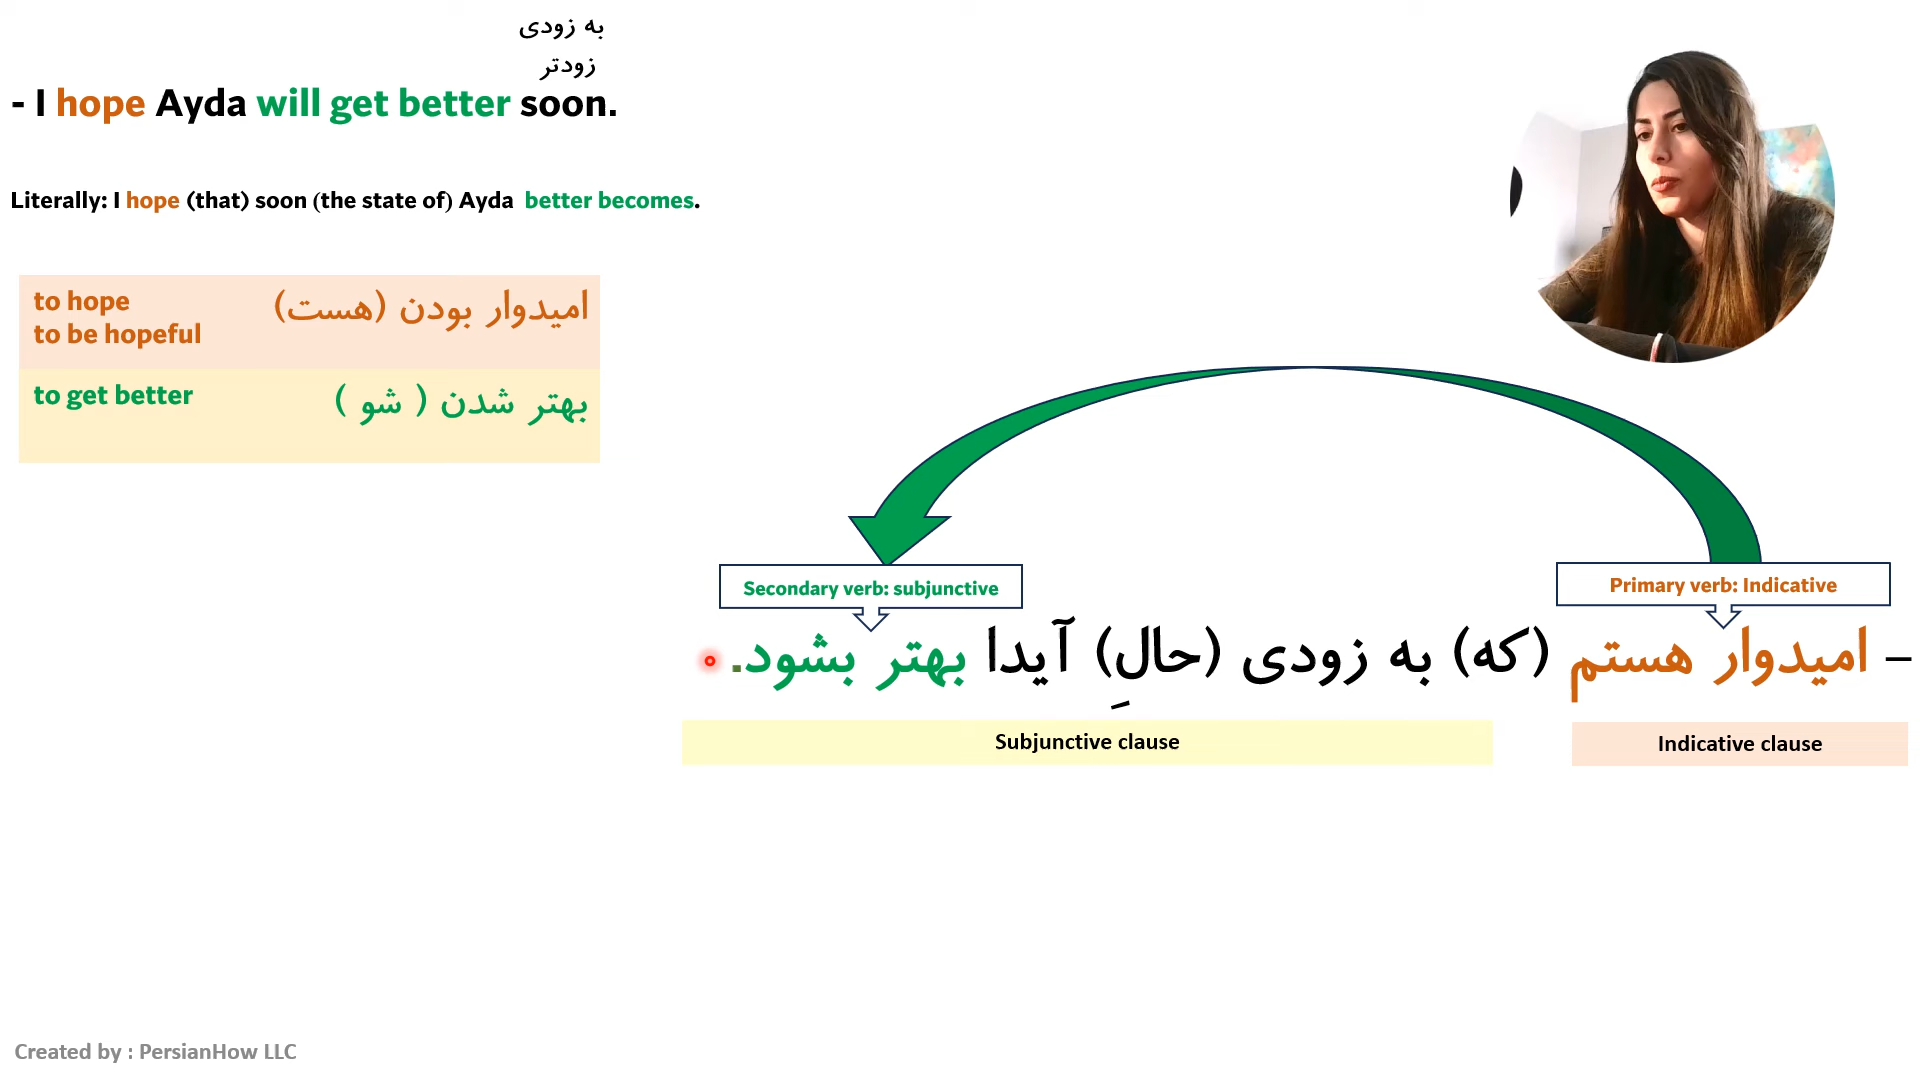 به زودی
زودتر
- I hope Ayda will get better soon.
Literally: I hope (that) soon (the state of) Ayda better becomes.
to hope
to be hopeful
امیدوار بودن (هست)
to get better
بهتر شدن ( شو )
Secondary verb: subjunctive
Primary verb: Indicative
– امیدوار هستم (که) به زودی (حالِ) آیدا بهتر بشود.
Subjunctive clause
Indicative clause
Created by : PersianHow LLC